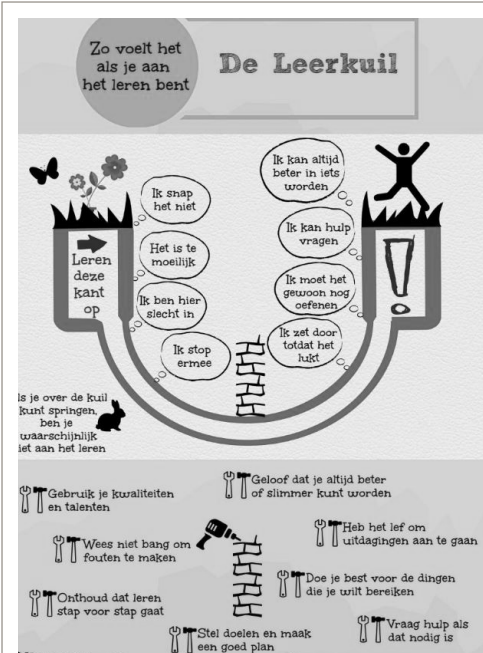 Zo voelt het
als je aan
het leren bent
De Leerkuil
Ik snap
het niet
Het is te
moeilijk
Ik ben hier
slecht in
Ik stop
ermee
Ik kan altijd
beter in iets
worden
Ik kan hulp
vragen
Ik moet het
gewoon nog
oefenen
Ik zet door
totdat het
lukt
Leren
deze
kant
op
!
ls je over de kuil
kunt springen,
ben je
waarschijnlijk
iet aan het leren
Gebruik je kwaliteiten
en talenten
Geloof dat je altijd beter
of slimmer kunt worden
Wees niet bang om
fouten te maken
Heb het lef om
uitdagingen aan te gaan
Onthoud dat leren
stap voor stap gaat
Doe je best voor de dingen
die je wilt bereiken
Stel doelen en maak
een goed plan
Vraag hulp als
dat nodig is